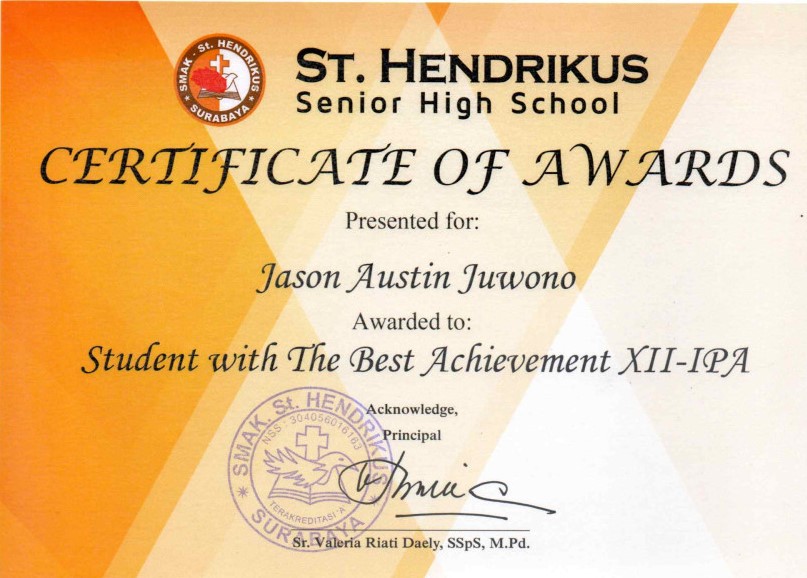 SMAK - St. HENDRIKUS
SURABAYA
ST. HENDRIKUS
Senior High School
CERTIFICATE OF AWARDS
Presented for:
Jason Austin Juwono
Awarded to:
Student with The Best Achievement XII-IPA
Acknowledge,
Principal
SMAK. St. HENDRIKUS
NSS - 304056016163
TERAKREDITASI "A"
SURABAYA
Sr. Valeria Riati Daely, SSpS, M.Pd.